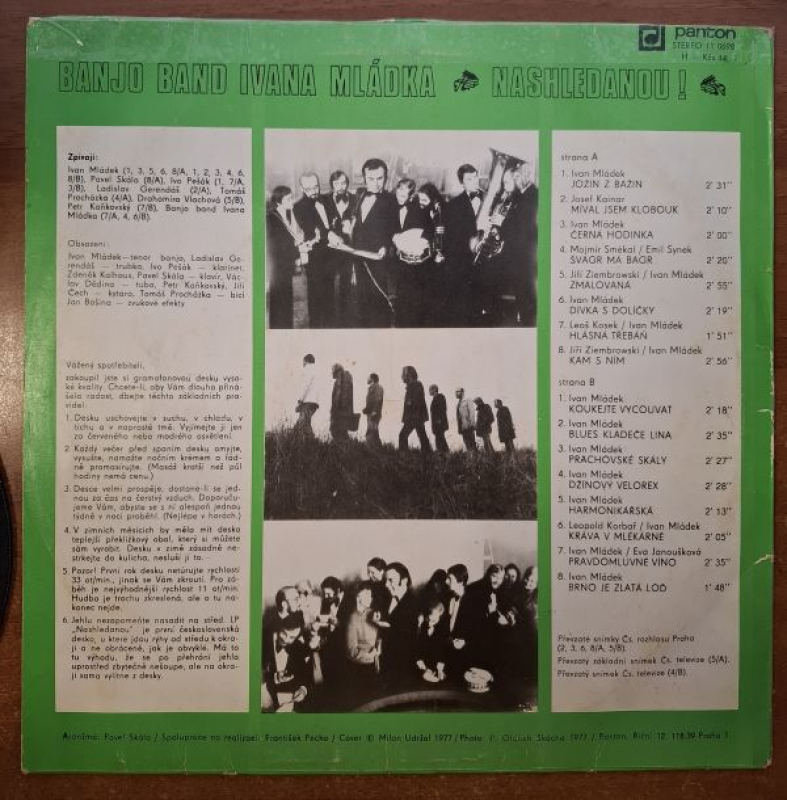 panton
STEREO 11 0690
BANJO BAND IVANA MLÁDKA NASHLEDANOU!
Zpívají:
Ivan Mládek (1, 3, 5, 6, 8/A, 1, 2, 3, 4, 6,
8/B), Pavel Skála (8/A), Ivo Pešák (1, 7/A,
3/B), Ladislav Gerendáš (2/A), Tomáš
Procházka (4/A), Drahomíra Vlachová (5/B),
Petr Kaňkovský (7/B), Banjo band Ivana
Mládka (7/A, 4, 6/B).
Obsazení:
Ivan Mládek — tenor banjo, Ladislav Ge-
rendáš — trubka, Ivo Pešák — klarinet,
Zdeněk Kalhous, Pavel Skála — klavír, Vác-
lav Dědina — tuba, Petr Kaňkovský, Jiří
Čech — kytara, Tomáš Procházka — bicí
Jan Bošina — zvukové efekty
Vážený spotřebiteli,
zakoupil jste si gramofonovou desku vyso-
ké kvality. Chcete-li, aby Vám dlouho přiná-
šela radost, dbejte těchto základních pra-
videl:
1. Desku uschovejte v suchu, v chladu, v
tichu a v naprosté tmě. Vyjímejte ji jen
za červeného nebo modrého osvětlení.
2. Každý večer před spaním desku omyjte,
vysušte, namažte nočním krémem a řád-
ně promasírujte. (Masáž kratší než půl
hodiny nemá cenu.)
3. Desce velmi prospěje, dostane-li se jed-
nou za čas na čerstvý vzduch. Doporuču-
jeme Vám, abyste se s ní alespoň jednou
týdně v noci proběhl. (Nejlépe v horách.)
4. V zimních měsících by měla mít deska
teplejší překližkový obal, který si můžete
sám vyrobit. Desku v zimě zásadně ne-
strkejte do kulicha, nesluší jí to. —
5. Pozor! První rok desku netúrujte rychlostí
33 ot/min., jinak se Vám zkroutí. Pro zá-
běh je nejvýhodnější rychlost 11 ot/min.
Hudba je trochu zkreslená, ale o tu na-
konec nejde.
6. Jehlu nezapomeňte nasadit na střed. LP
„Nashledanou" je první československá
deska, u které jdou rýhy od středu k okra-
ji a ne obráceně, jak je obvyklé. Má to
tu výhodu, že se po přehrání jehla
uprostřed zbytečně nešoupe, ale na okra-
ji sama vylítne z desky.
strana A
1. Ivan Mládek
JOŽIN Z BAŽIN 2´31´´
2. Josef Kainar
MÍVAL JSEM KLOBOUK 2´10´´
3. Ivan Mládek
ČERNÁ HODINKA 2´00´´
4. Mojmír Smékal / Emil Synek
ŠVAGR MÁ BAGR 2´20´´
5. Jiří Ziembrowski / Ivan Mládek
ZMALOVANÁ 2´55´´
6. Ivan Mládek
DÍVKA S DOLÍČKY 2´19´´
7. Leoš Kosek / Ivan Mládek
HLÁSNÁ TŘEBAŇ 1´51´´
8. Jiří Ziembrowski / Ivan Mládek
KAM S NÍM 2´56´´
strana B
1. Ivan Mládek
KOUKEJTE VYCOUVAT 2´18´´
2. Ivan Mládek
BLUES KLADEČE LINA 2´35´´
3. Ivan Mládek
PRACHOVSKÉ SKÁLY 2´27´´
4. Ivan Mládek
DŽÍNOVÝ VELOREX 2´28´´
5. Ivan Mládek
HARMONIKÁŘSKÁ 2´13´´
6. Leopold Korbař / Ivan Mládek
KRÁVA V MLÉKÁRNĚ 2´05´´
7. Ivan Mládek / Eva Janoušková
PRAVDOMLUVNÉ VÍNO 2´35´´
8. Ivan Mládek
BRNO JE ZLATÁ LOĎ 1´48´´
Převzaté snímky Čs. rozhlasu Praha
(2, 3, 6, 8/A, 5/B).
Převzatý základní snímek Čs. televize (5/A).
Převzatý snímek Čs. televize (4/B).
Pavel Skála / Spolupráce na realizaci: František Pecka / Cover © Milan Udržal 1977 / Photo © Oldřich Škácha 1977 / Panton, Říční 12, 118 39 Praha 1